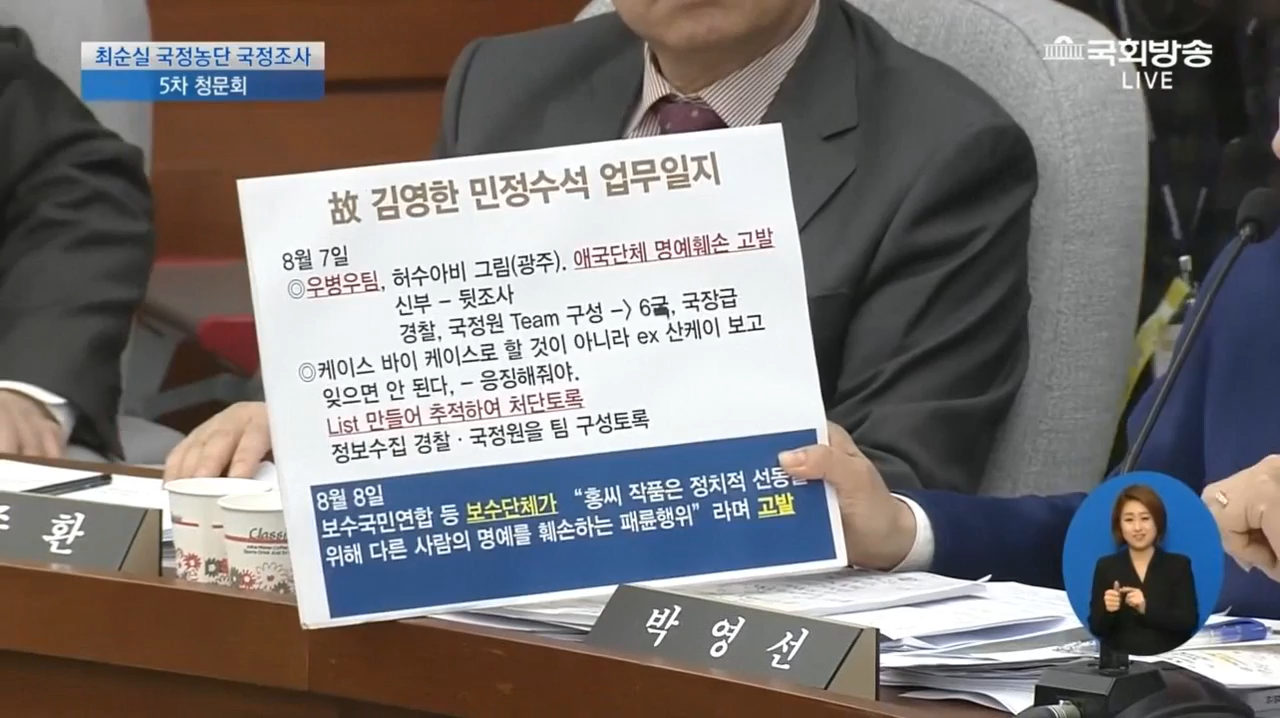 최순실 국정농단 국정조사
5차 청문회
국회방송
LIVE
故 김영한 민정수석 업무일지
8월 7일
◎우병우팀, 허수아비 그림(광주). 애국단체 명예훼손 고발
신부 - 뒷조사
경찰, 국정원 Team 구성 -> 6국, 국장급
◎케이스 바이 케이스로 할 것이 아니라 ex 산케이 보고
잊으면 안 된다, - 응징해줘야.
List 만들어 추적하여 처단토록
정보수집 경찰·국정원을 팀 구성토록
8월 8일
보수국민연합 등 보수단체가 “홍씨 작품은 정치적 선동을
위해 다른 사람의 명예를 훼손하는 패륜행위” 라며 고발
환
Classic
박영선